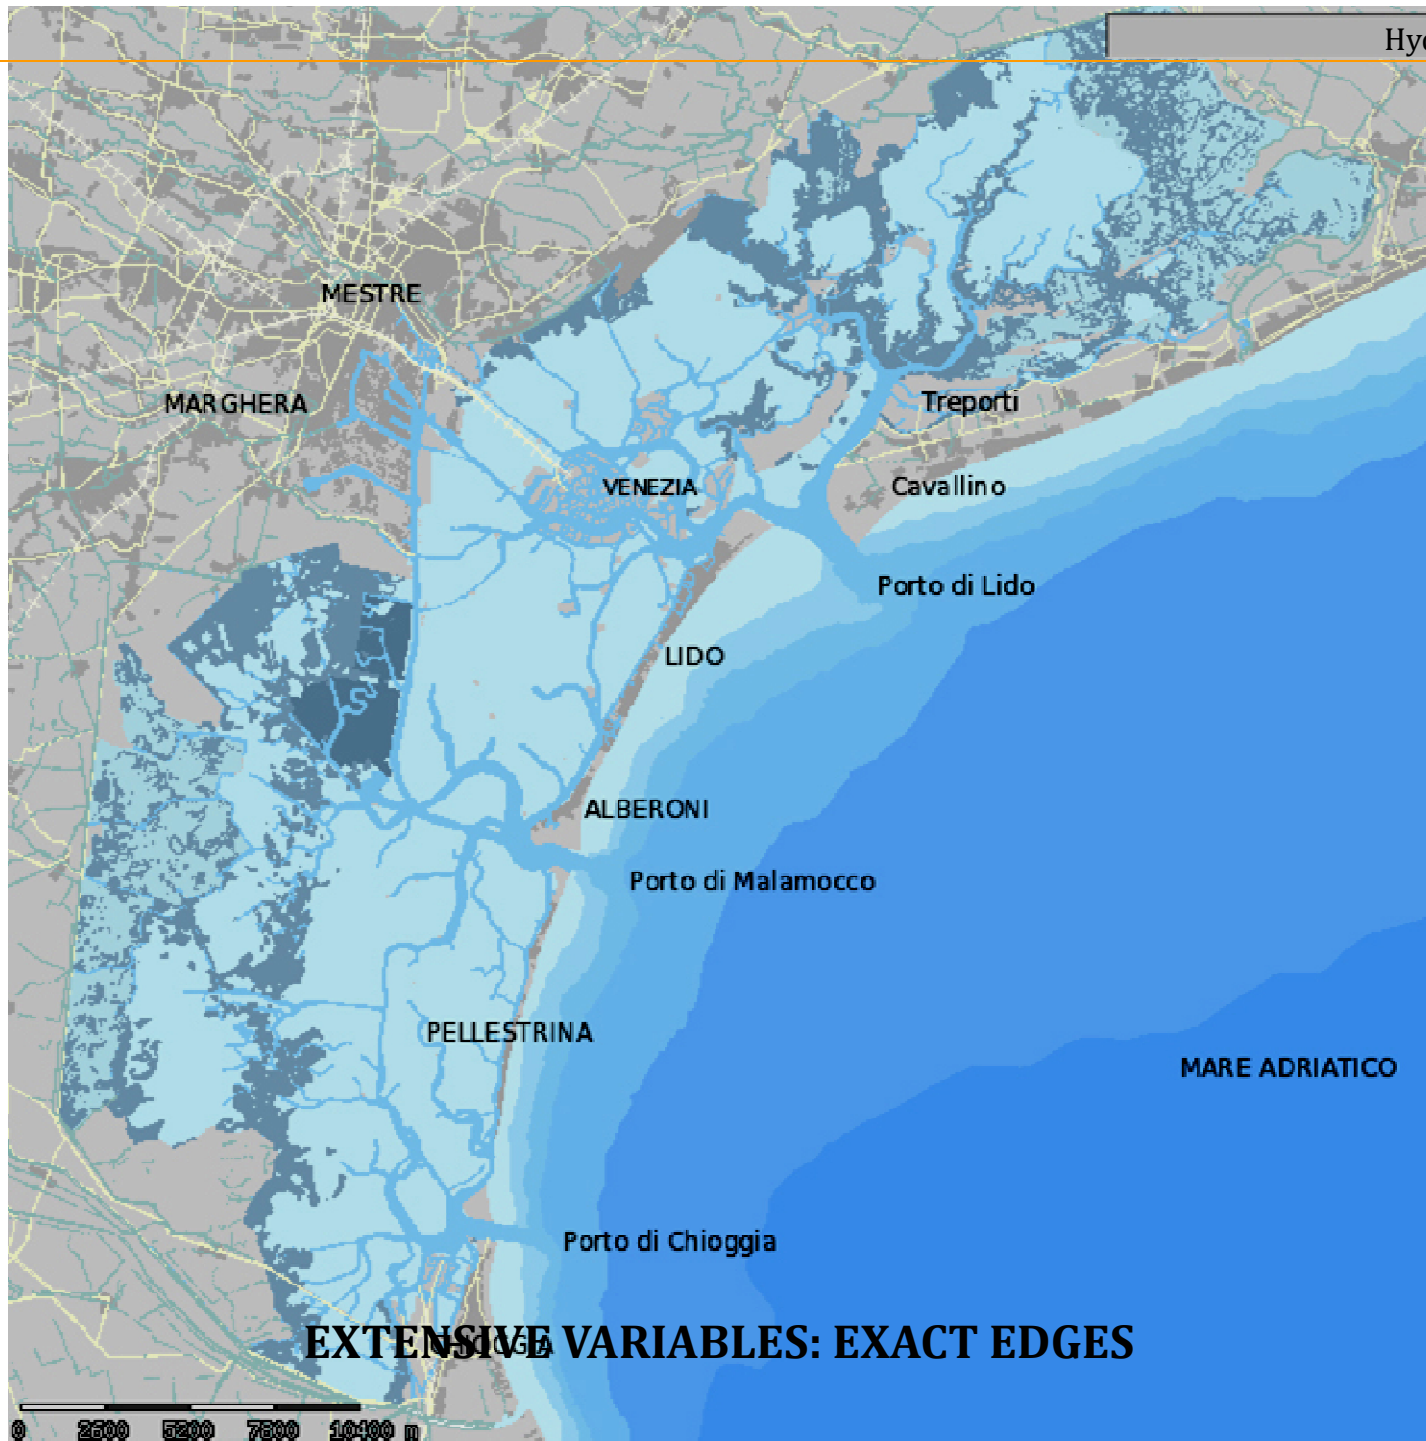 MESTRE
MARGHERA
Treporti
VENEZIA
Cavallino
Porto di Lido
LIDO
ALBERONI
Porto di Malamocco
PELLESTRINA
MARE ADRIATICO
Porto di Chioggia
EXTENSIVE VARIABLES: EXACT EDGES
0 2600 5200 7800 10400 m